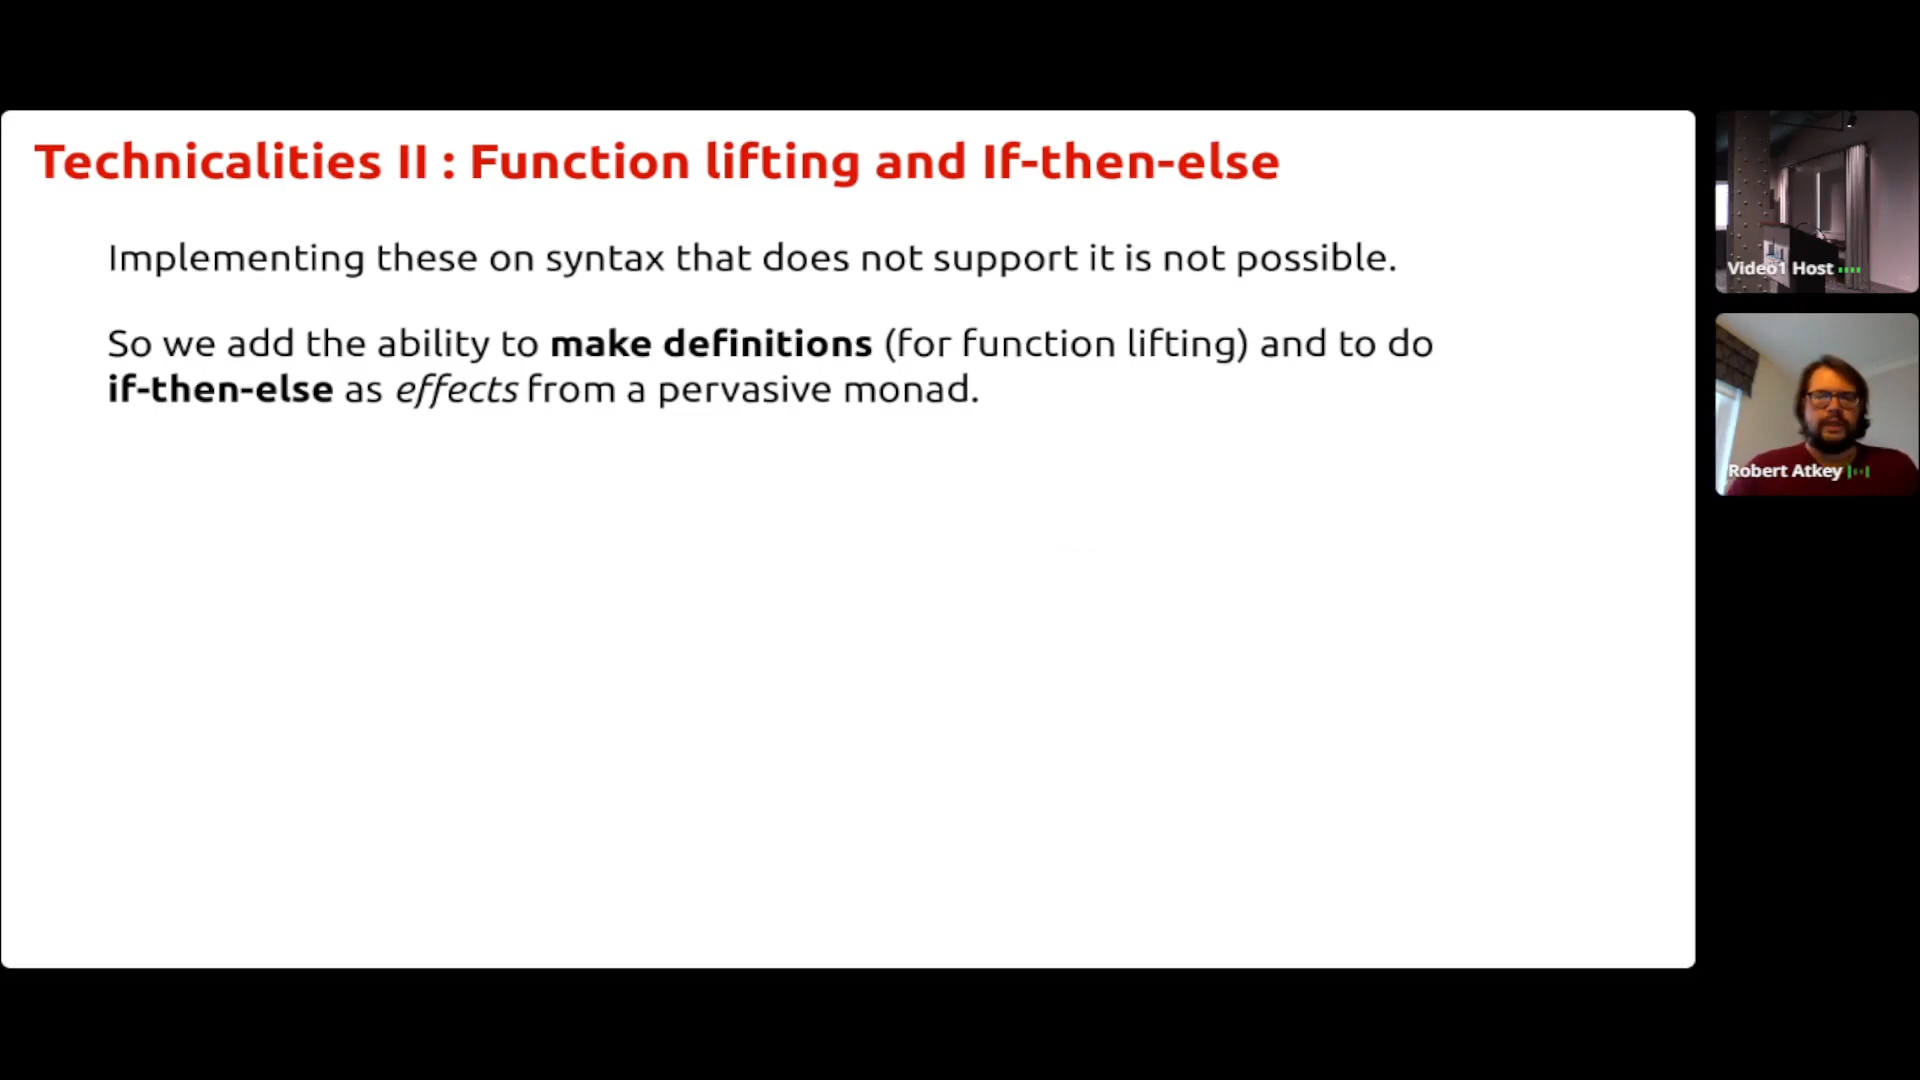 Technicalities II : Function lifting and If-then-else
Implementing these on syntax that does not support it is not possible.
So we add the ability to make definitions (for function lifting) and to do
if-then-else as effects from a pervasive monad.
Video1 Host
Robert Atkey